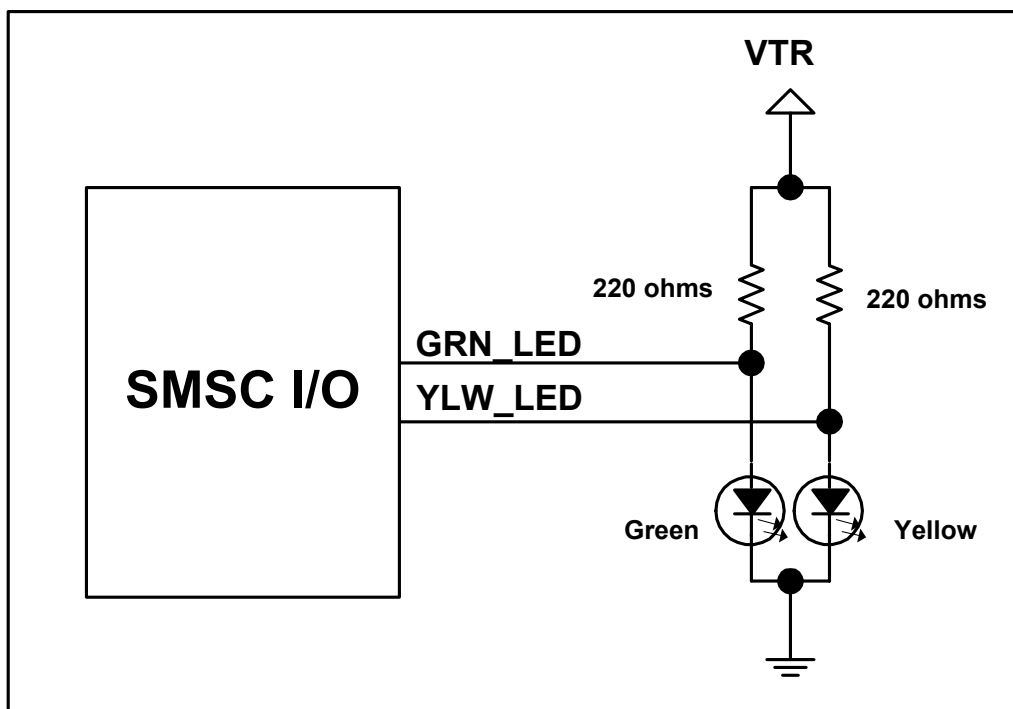 VTR
220 ohms
220 ohms
GRN_LED
SMSC I/O
YLW_LED
Green
Yellow